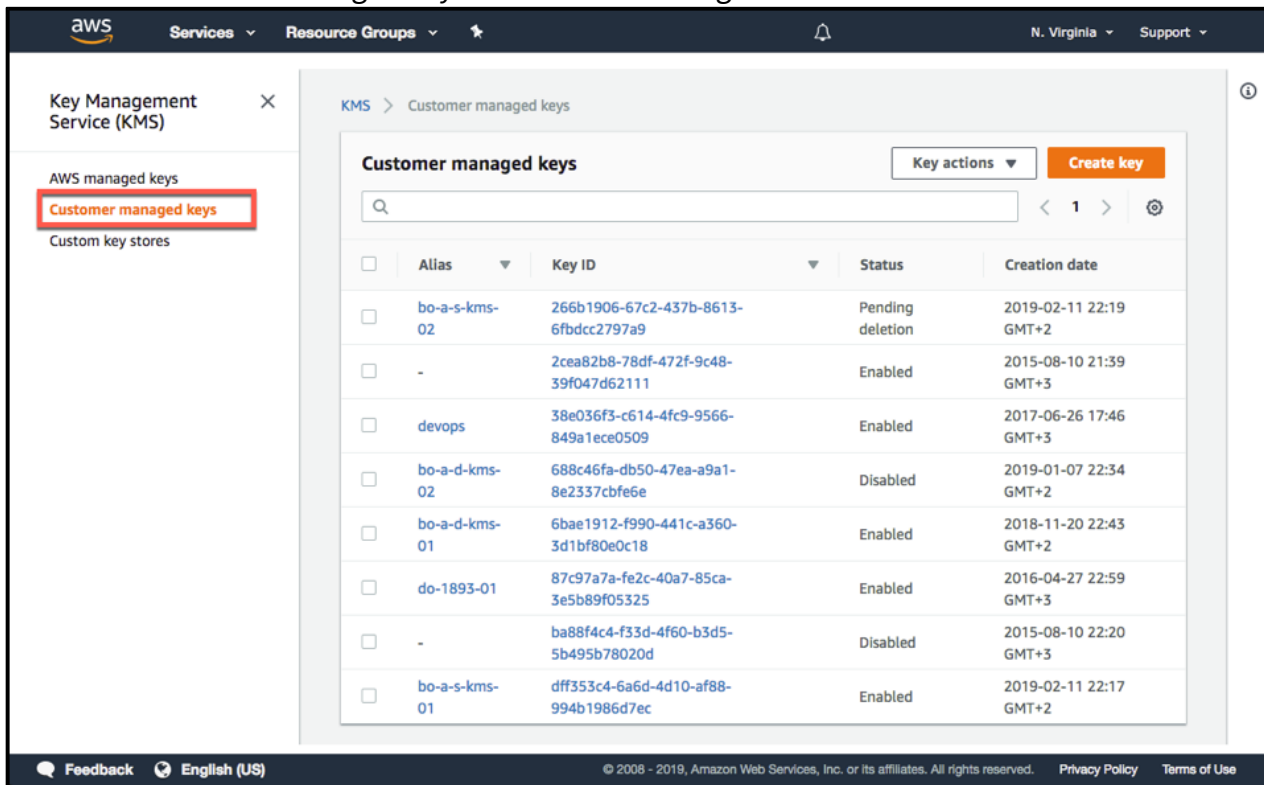 aws Services Resource Groups N. Virginia Support
Key Management
Service (KMS)
AWS managed keys
Customer managed keys
Custom key stores
KMS > Customer managed keys
Customer managed keys Key actions Create key
< 1 >
Alias Key ID Status Creation date
bo-a-s-kms- 266b1906-67c2-437b-8613- Pending 2019-02-11 22:19
02 6fbdcc2797a9 deletion GMT+2
- 2cea82b8-78df-472f-9c48- Enabled 2015-08-10 21:39
39f047d62111 GMT+3
devops 38e036f3-c614-4fc9-9566- Enabled 2017-06-26 17:46
849a1ece0509 GMT+3
bo-a-d-kms- 688c46fa-db50-47ea-a9a1- Disabled 2019-01-07 22:34
02 8e2337cbfe6e GMT+2
bo-a-d-kms- 6bae1912-f990-441c-a360- Enabled 2018-11-20 22:43
01 3d1bf80e0c18 GMT+2
do-1893-01 87c97a7a-fe2c-40a7-85ca- Enabled 2016-04-27 22:59
3e5b89f05325 GMT+3
- ba88f4c4-f33d-4f60-b3d5- Disabled 2015-08-10 22:20
5b495b78020d GMT+3
bo-a-s-kms- dff353c4-6a6d-4d10-af88- Enabled 2019-02-11 22:17
01 994b1986d7ec GMT+2
Feedback English (US) © 2008 - 2019, Amazon Web Services, Inc. or its affiliates. All rights reserved. Privacy Policy Terms of Use